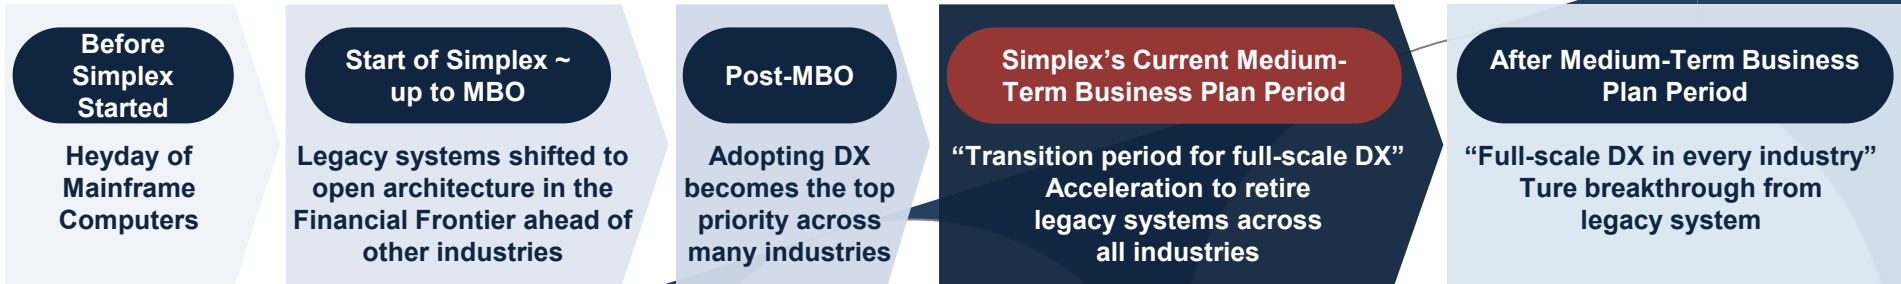 Before
Simplex
Started
Heyday of
Mainframe
Computers
Start of Simplex ~
up to MBO
Legacy systems shifted to
open architecture in the
Financial Frontier ahead of
other industries
Post-MBO
Adopting DX
becomes the top
priority across
many industries
Simplex’s Current Medium-
Term Business Plan Period
“Transition period for full-scale DX”
Acceleration to retire
legacy systems across
all industries
After Medium-Term Business
Plan Period
“Full-scale DX in every industry”
Ture breakthrough from
legacy system